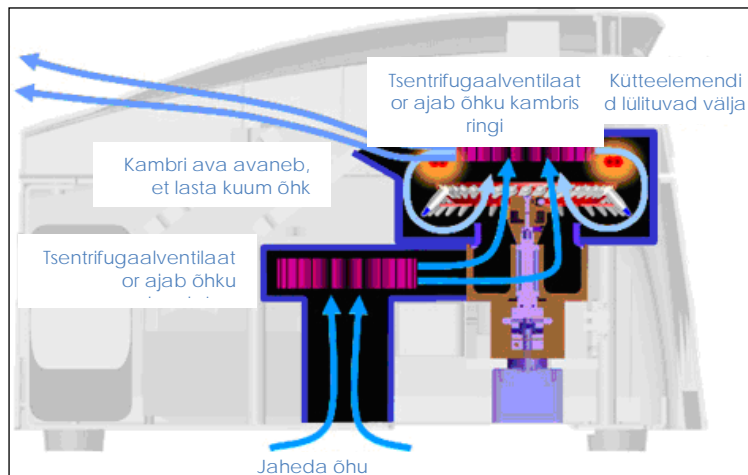 Tsentrifugaalventilaat
or ajab õhku kambris
ringi
Kütteelemendi
d lülituvad välja
Kambri ava avaneb,
et lasta kuum õhk
Tsentrifugaalventilaat
or ajab õhku
Jaheda õhu